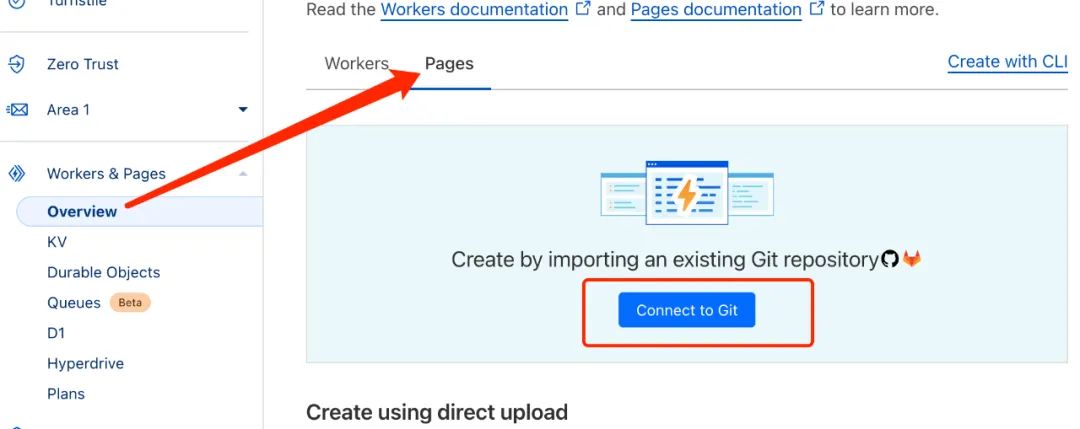 Turnstile
Zero Trust
Area 1
Workers & Pages
Overview
KV
Durable Objects
Queues Beta
D1
Hyperdrive
Plans
Read the Workers documentation and Pages documentation to learn more.
Workers Pages Create with CLI
Create by importing an existing Git repository
Connect to Git
Create using direct upload